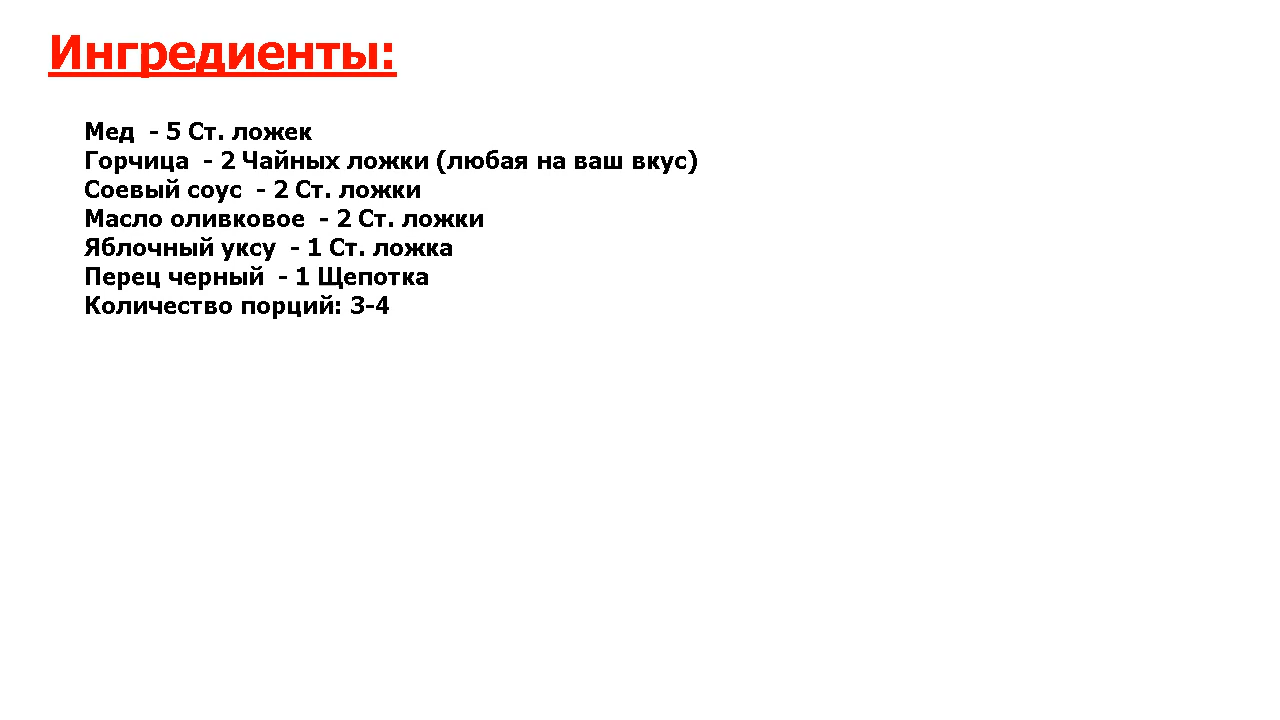 Ингредиенты:
Мед - 5 Ст. ложек
Горчица - 2 Чайных ложки (любая на ваш вкус)
Соевый соус - 2 Ст. ложки
Масло оливковое - 2 Ст. ложки
Яблочный уксу - 1 Ст. ложка
Перец черный - 1 Щепотка
Количество порций: 3-4